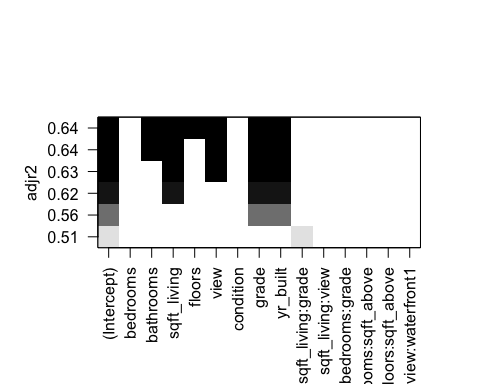 adjr2
0.64
0.64
0.63
0.62
0.56
0.51
(Intercept)
bedrooms
bathrooms
sqft_living
floors
view
condition
grade
yr_built
sqft_living:grade
sqft_living:view
bedrooms:grade
ooms:sqft_above
loors:sqft_above
view:waterfront1